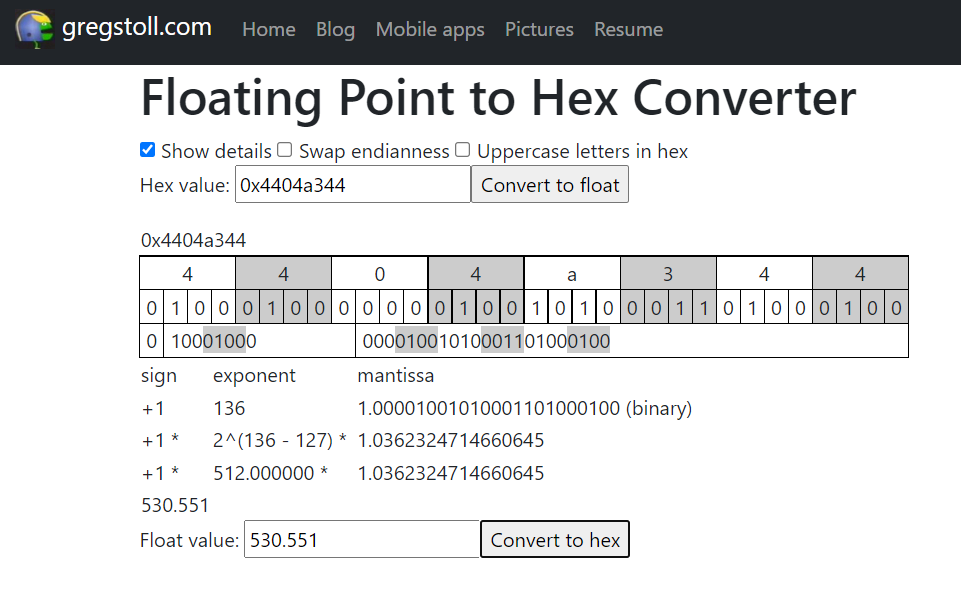 gregstoll.com Home Blog Mobile apps Pictures Resume
Floating Point to Hex Converter
Show details Swap endianness Uppercase letters in hex
Hex value: 0x4404a344 Convert to float
0x4404a344
4 4 0 4 a 3 4 4
0 1 0 0 0 1 0 0 0 0 0 0 0 1 0 0 1 0 1 0 0 0 1 1 0 1 0 0 0 1 0 0
0 10001000 00001001010001101000100
sign exponent mantissa
+1 136 1.00001001010001101000100 (binary)
+1 * 2^(136 - 127) * 1.0362324714660645
+1 * 512.000000 * 1.0362324714660645
530.551
Float value: 530.551 Convert to hex